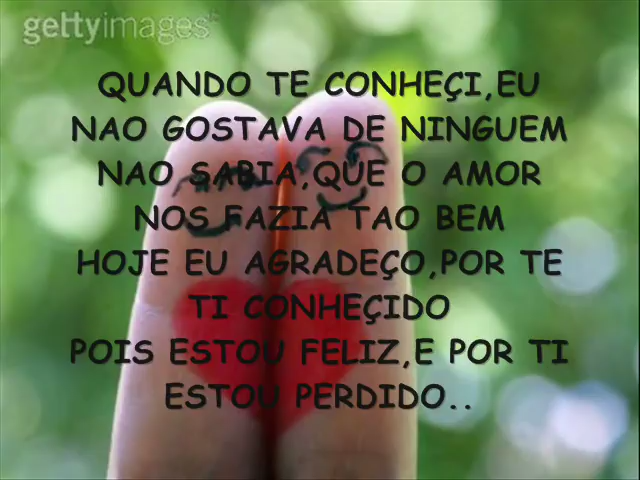 gettyimages
QUANDO TE CONHEÇI,EU
NAO GOSTAVA DE NINGUEM
NAO SABIA,QUE O AMOR
NOS FAZIA TAO BEM
HOJE EU AGRADEÇO,POR TE
TI CONHEÇIDO
POIS ESTOU FELIZ,E POR TI
ESTOU PERDIDO..